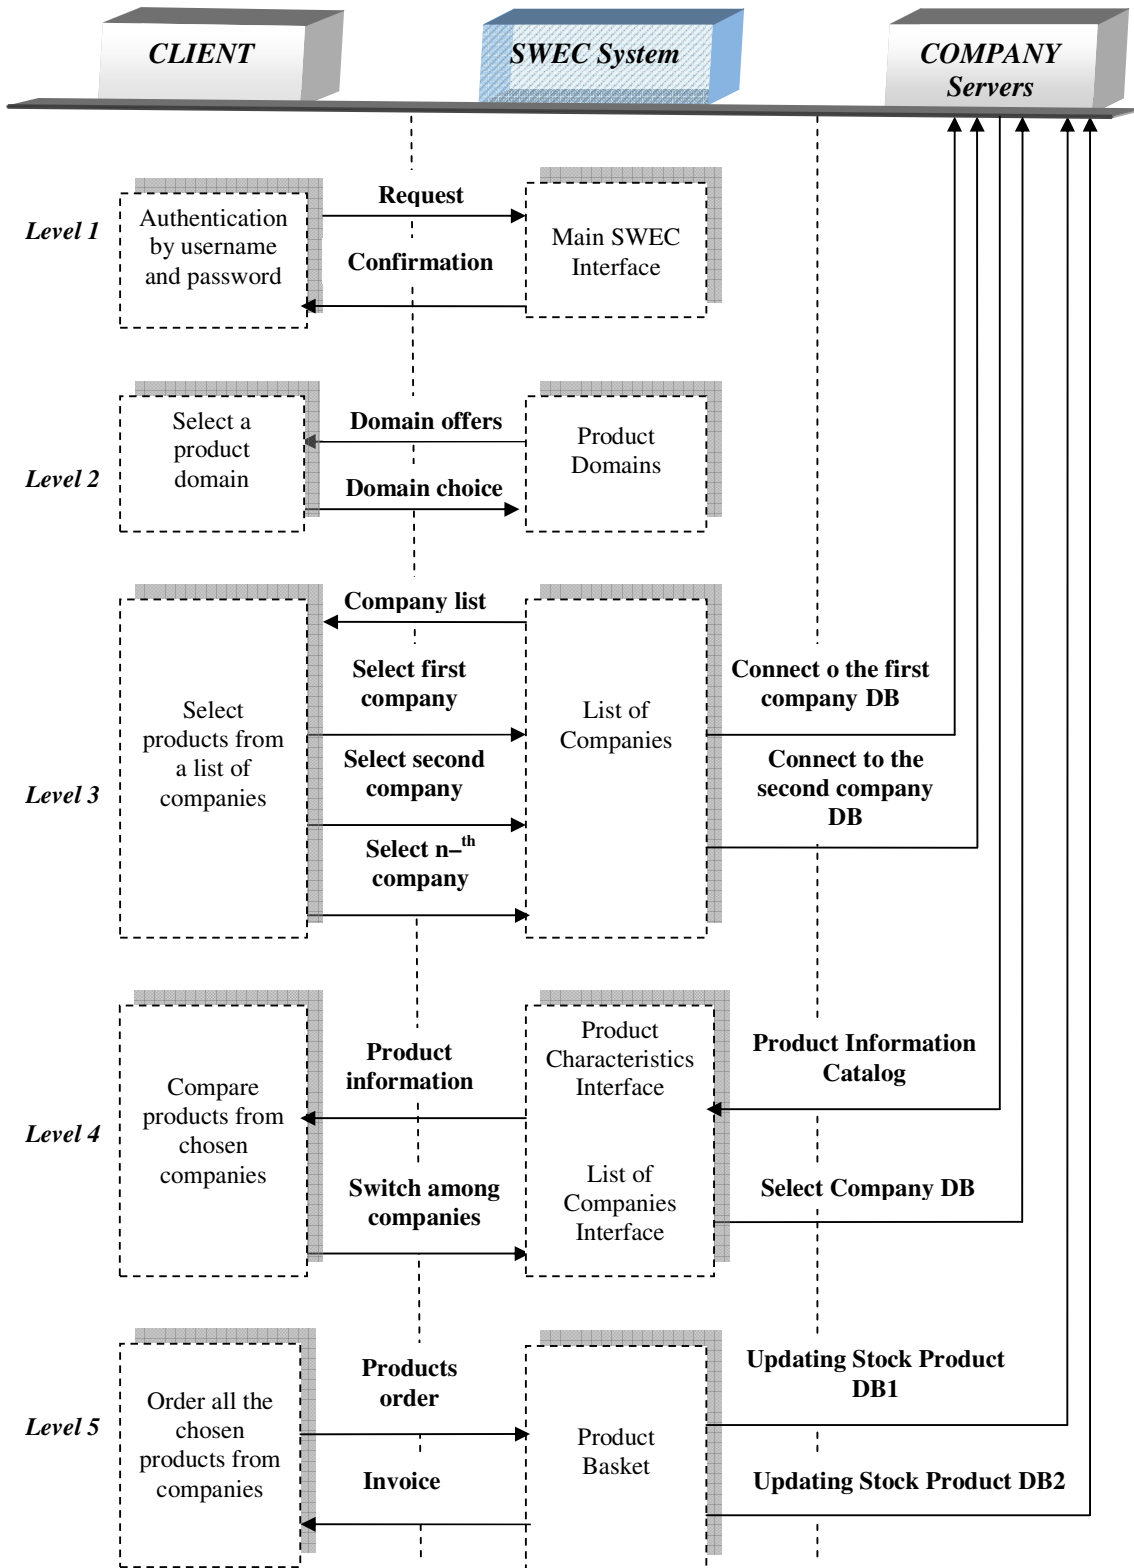 CLIENT
SWEC System
COMPANY
Servers
Level 1
Authentication
by username
and password
Request
Confirmation
Main SWEC
Interface
Level 2
Select a
product
domain
Domain offers
Domain choice
Product
Domains
Level 3
Select
products from
a list of
companies
Company list
Select first
company
Select second
company
Select n–th
company
List of
Companies
Connect o the first
company DB
Connect to the
second company
DB
Level 4
Compare
products from
chosen
companies
Product
information
Switch among
companies
Product
Characteristics
Interface
List of
Companies
Interface
Product Information
Catalog
Select Company DB
Level 5
Order all the
chosen
products from
companies
Products
order
Invoice
Product
Basket
Updating Stock Product
DB1
Updating Stock Product DB2